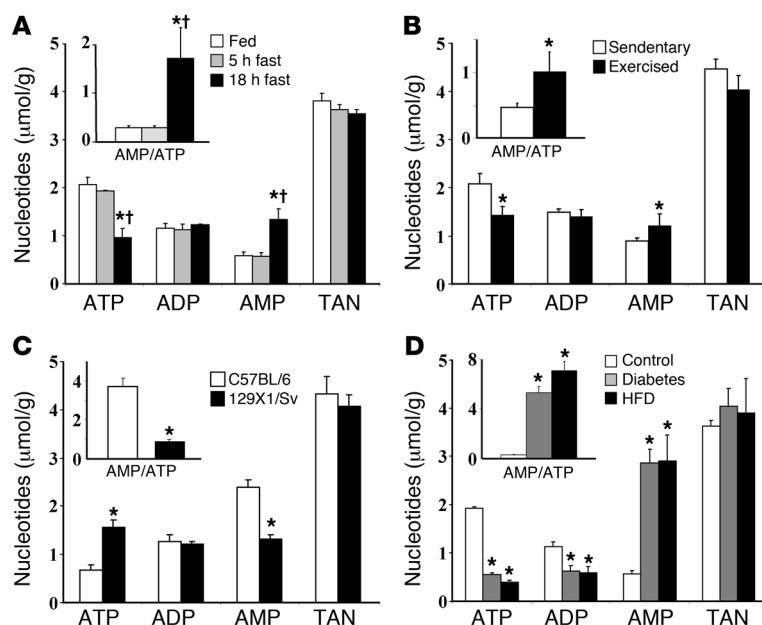 A
Nucleotides (μmol/g)
5
4
3
2
1
0
2
1
0
*†
AMP/ATP
Fed
5 h fast
18 h fast
*†
*†
ATP ADP AMP TAN
B
Nucleotides (μmol/g)
5
4
3
2
1
0
1
0
*
AMP/ATP
Sendentary
Exercised
*
*
ATP ADP AMP TAN
C
Nucleotides (μmol/g)
5
4
3
2
1
0
4
2
0
*
AMP/ATP
C57BL/6
129X1/Sv
*
*
ATP ADP AMP TAN
D
Nucleotides (μmol/g)
5
4
3
2
1
0
8
4
0
* *
AMP/ATP
Control
Diabetes
HFD
* *
* *
* *
ATP ADP AMP TAN